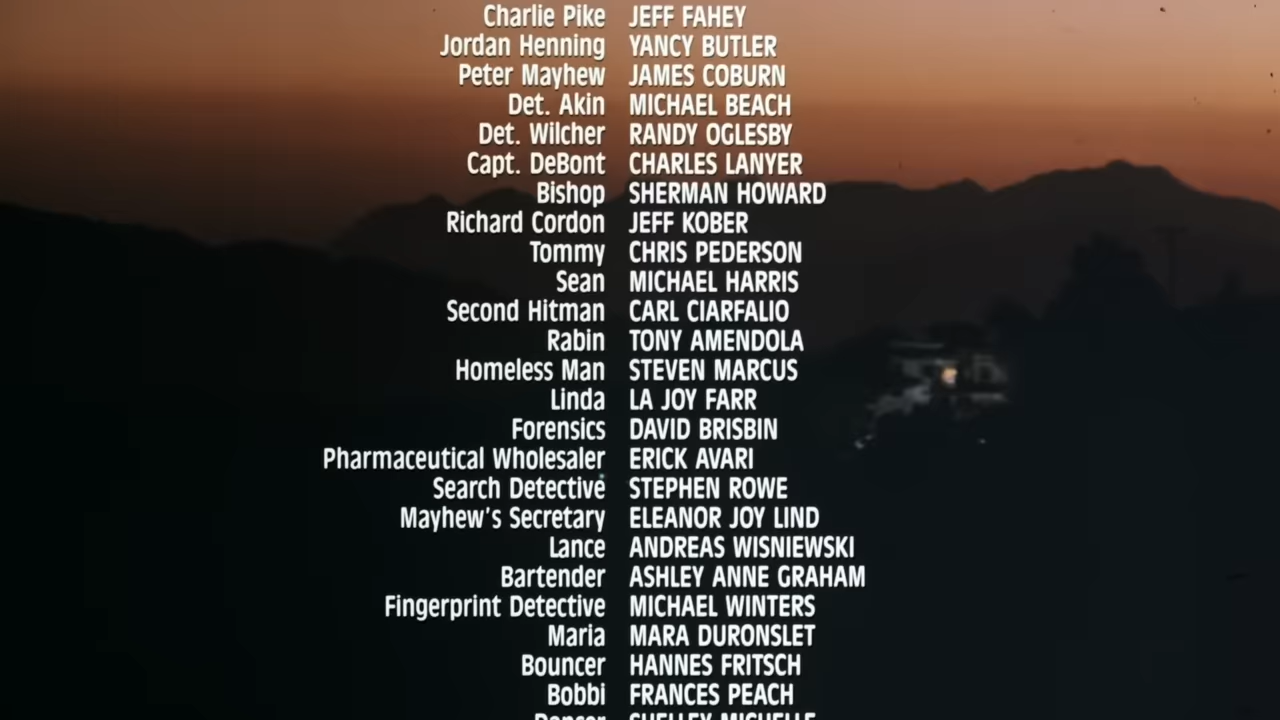 Charlie Pike JEFF FAHEY
Jordan Henning YANCY BUTLER
Peter Mayhew JAMES COBURN
Det. Akin MICHAEL BEACH
Det. Wilcher RANDY OGLESBY
Capt. DeBont CHARLES LANYER
Bishop SHERMAN HOWARD
Richard Cordon JEFF KOBER
Tommy CHRIS PEDERSON
Sean MICHAEL HARRIS
Second Hitman CARL CIARFALIO
Rabin TONY AMENDOLA
Homeless Man STEVEN MARCUS
Linda LA JOY FARR
Forensics DAVID BRISBIN
Pharmaceutical Wholesaler ERICK AVARI
Search Detective STEPHEN ROWE
Mayhew's Secretary ELEANOR JOY LIND
Lance ANDREAS WISNIEWSKI
Bartender ASHLEY ANNE GRAHAM
Fingerprint Detective MICHAEL WINTERS
Maria MARA DURONSLET
Bouncer HANNES FRITSCH
Bobbi FRANCES PEACH
Dancer SHELLEY MICHELLE